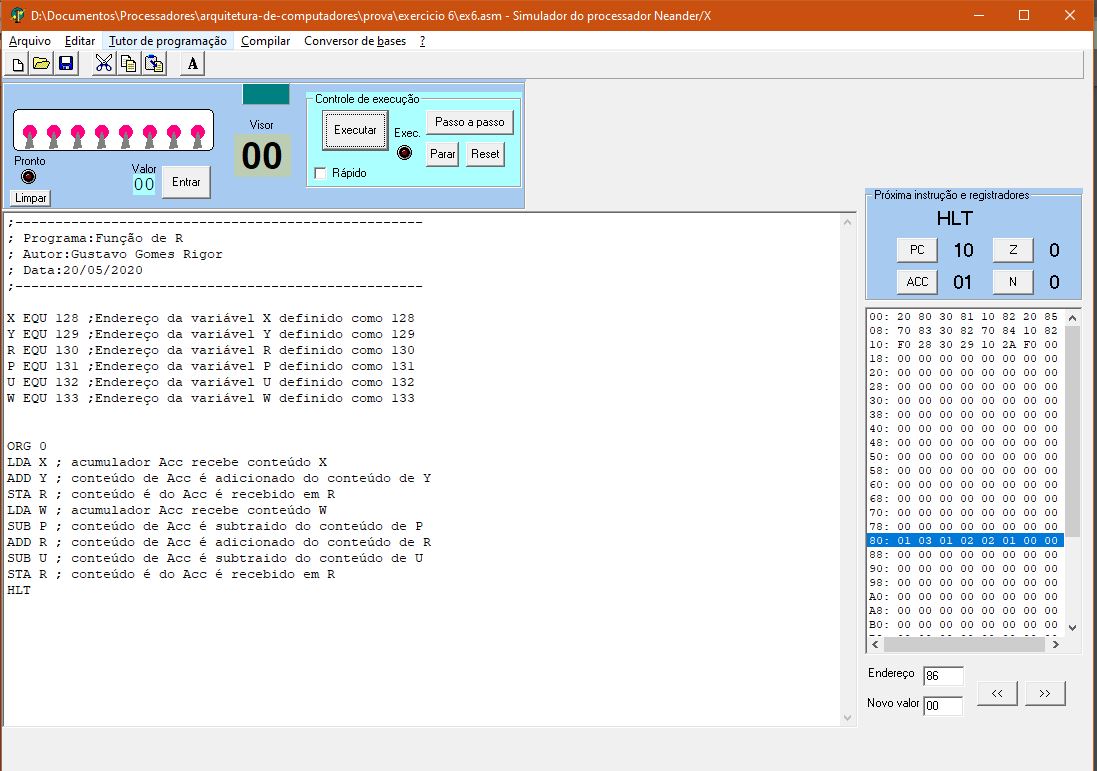 D:\Documentos\Processadores\arquitetura-de-computadores\prova\exercicio 6\ex6.asm - Simulador do processador Neander/X
Arquivo Editar Tutor de programação Compilar Conversor de bases ?
A
Pronto
Limpar
Valor
00
Entrar
Visor
00
Controle de execução
Executar
Exec.
Passo a passo
Parar
Reset
Rápido
;---------------------------------------------------
; Programa:Função de R
; Autor:Gustavo Gomes Rigor
; Data:20/05/2020
;---------------------------------------------------
X EQU 128 ;Endereço da variável X definido como 128
Y EQU 129 ;Endereço da variável Y definido como 129
R EQU 130 ;Endereço da variável R definido como 130
P EQU 131 ;Endereço da variável P definido como 131
U EQU 132 ;Endereço da variável U definido como 132
W EQU 133 ;Endereço da variável W definido como 133
ORG 0
LDA X ; acumulador Acc recebe conteúdo X
ADD Y ; conteúdo de Acc é adicionado do conteúdo de Y
STA R ; conteúdo é do Acc é recebido em R
LDA W ; acumulador Acc recebe conteúdo W
SUB P ; conteúdo de Acc é subtraido do conteúdo de P
ADD R ; conteúdo de Acc é adicionado do conteúdo de R
SUB U ; conteúdo de Acc é subtraido do conteúdo de U
STA R ; conteúdo é do Acc é recebido em R
HLT
Próxima instrução e registradores
HLT
PC 10 Z 0
ACC 01 N 0
00: 20 80 30 81 10 82 20 85
08: 70 83 30 82 70 84 10 82
10: F0 28 30 29 10 2A F0 00
18: 00 00 00 00 00 00 00 00
20: 00 00 00 00 00 00 00 00
28: 00 00 00 00 00 00 00 00
30: 00 00 00 00 00 00 00 00
38: 00 00 00 00 00 00 00 00
40: 00 00 00 00 00 00 00 00
48: 00 00 00 00 00 00 00 00
50: 00 00 00 00 00 00 00 00
58: 00 00 00 00 00 00 00 00
60: 00 00 00 00 00 00 00 00
68: 00 00 00 00 00 00 00 00
70: 00 00 00 00 00 00 00 00
78: 00 00 00 00 00 00 00 00
80: 01 03 01 02 02 01 00 00
88: 00 00 00 00 00 00 00 00
90: 00 00 00 00 00 00 00 00
98: 00 00 00 00 00 00 00 00
A0: 00 00 00 00 00 00 00 00
A8: 00 00 00 00 00 00 00 00
B0: 00 00 00 00 00 00 00 00
Endereço 86
<< >>
Novo valor 00